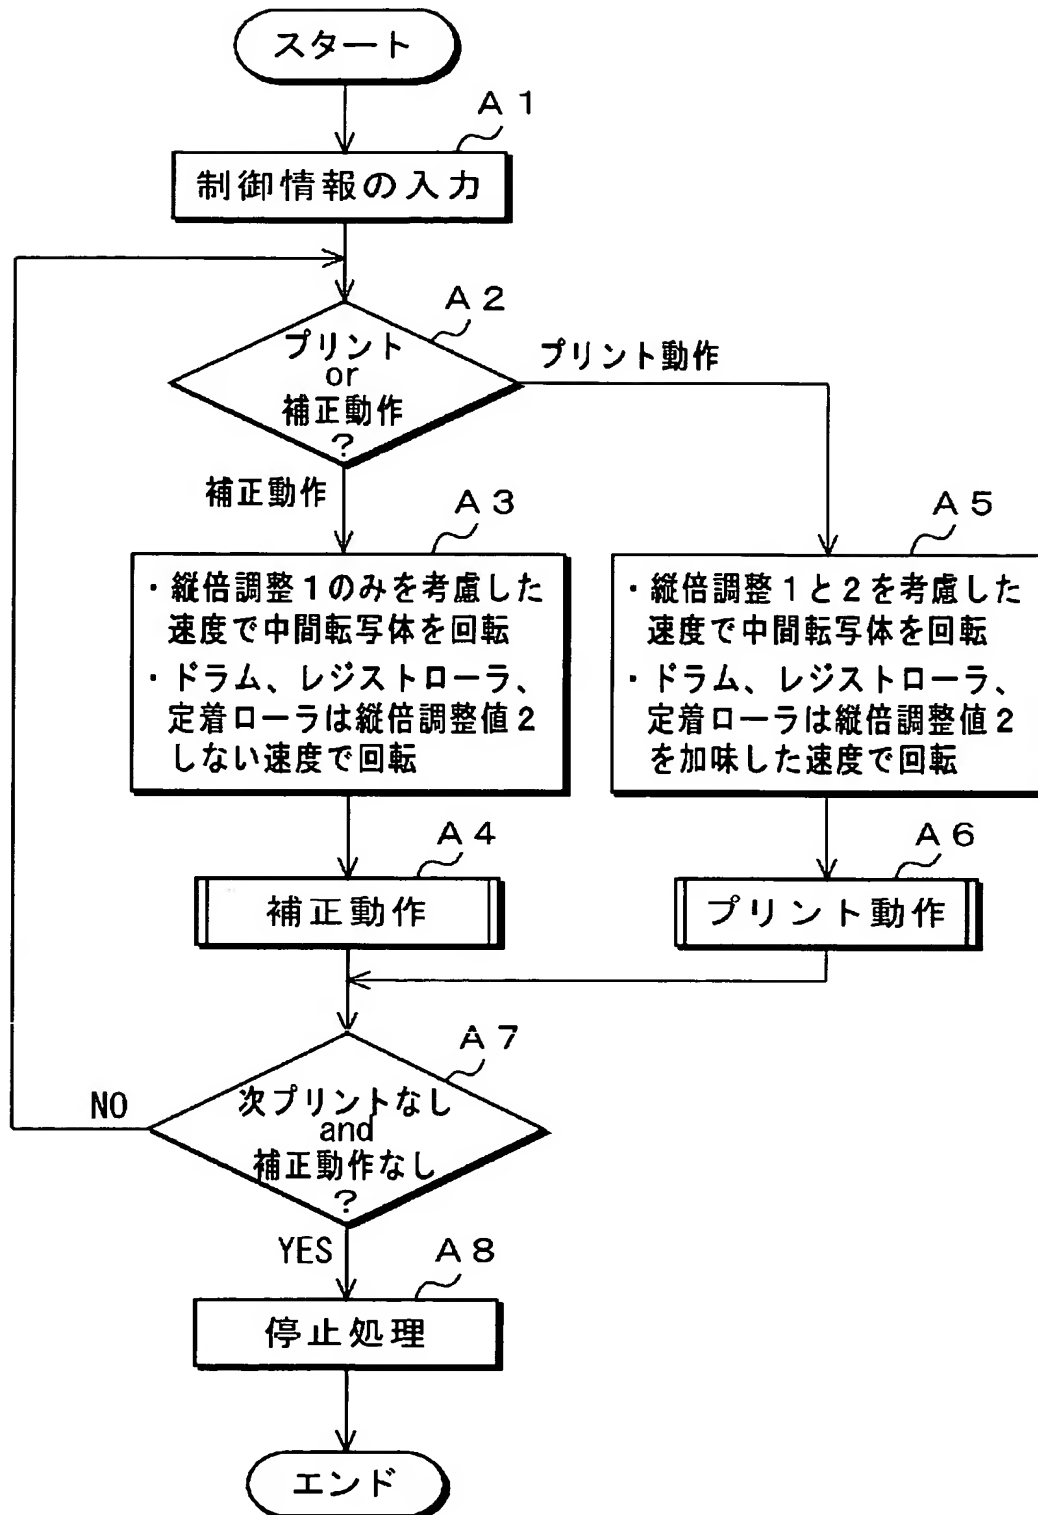 スタート
A1
制御情報の入力
A2
プリント
or
補正動作
?
プリント動作
補正動作
A3
・縦倍調整1のみを考慮した
速度で中間転写体を回転
・ドラム、レジストローラ、
定着ローラは縦倍調整値2
しない速度で回転
A5
・縦倍調整1と2を考慮した
速度で中間転写体を回転
・ドラム、レジストローラ、
定着ローラは縦倍調整値2
を加味した速度で回転
A4
補正動作
A6
プリント動作
A7
次プリントなし
and
補正動作なし
?
NO
YES
A8
停止処理
エンド